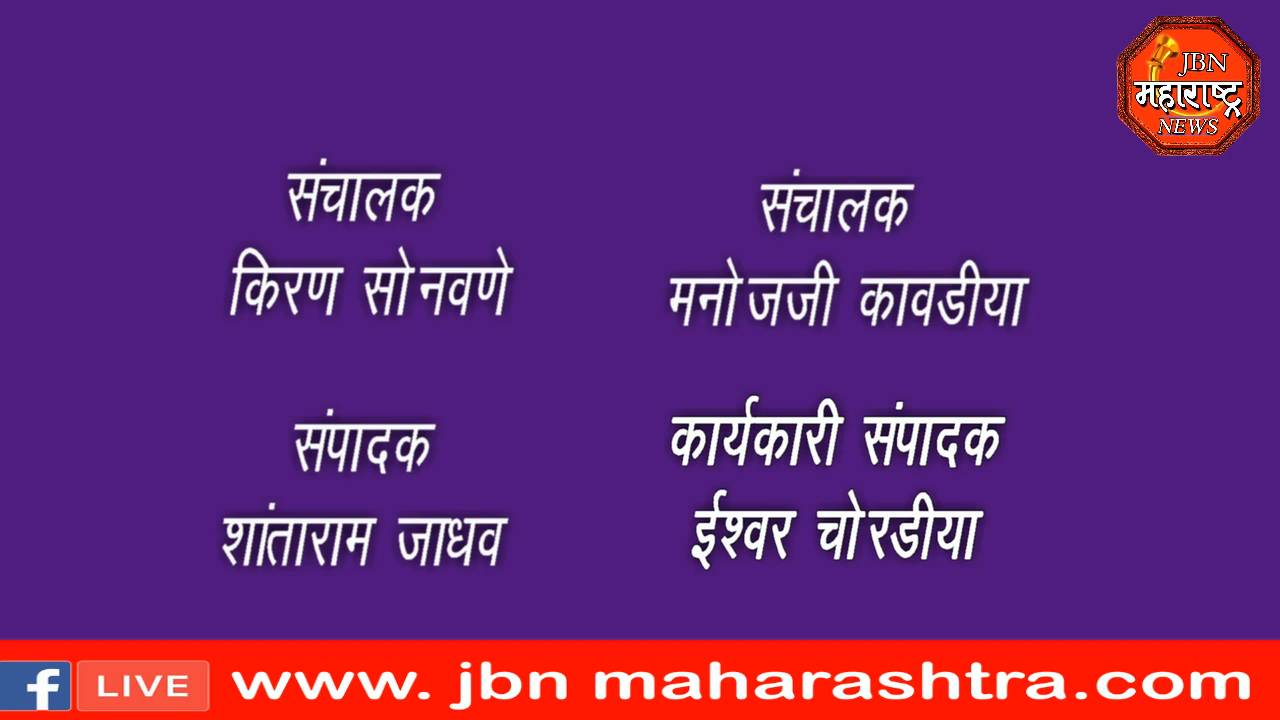 JBN
महाराष्ट्र
NEWS
संचालक
किरण सोनवणे
संचालक
मनोजजी कावडीया
संपादक
शांताराम जाधव
कार्यकारी संपादक
ईश्वर चोरडीया
f LIVE www. jbn maharashtra.com